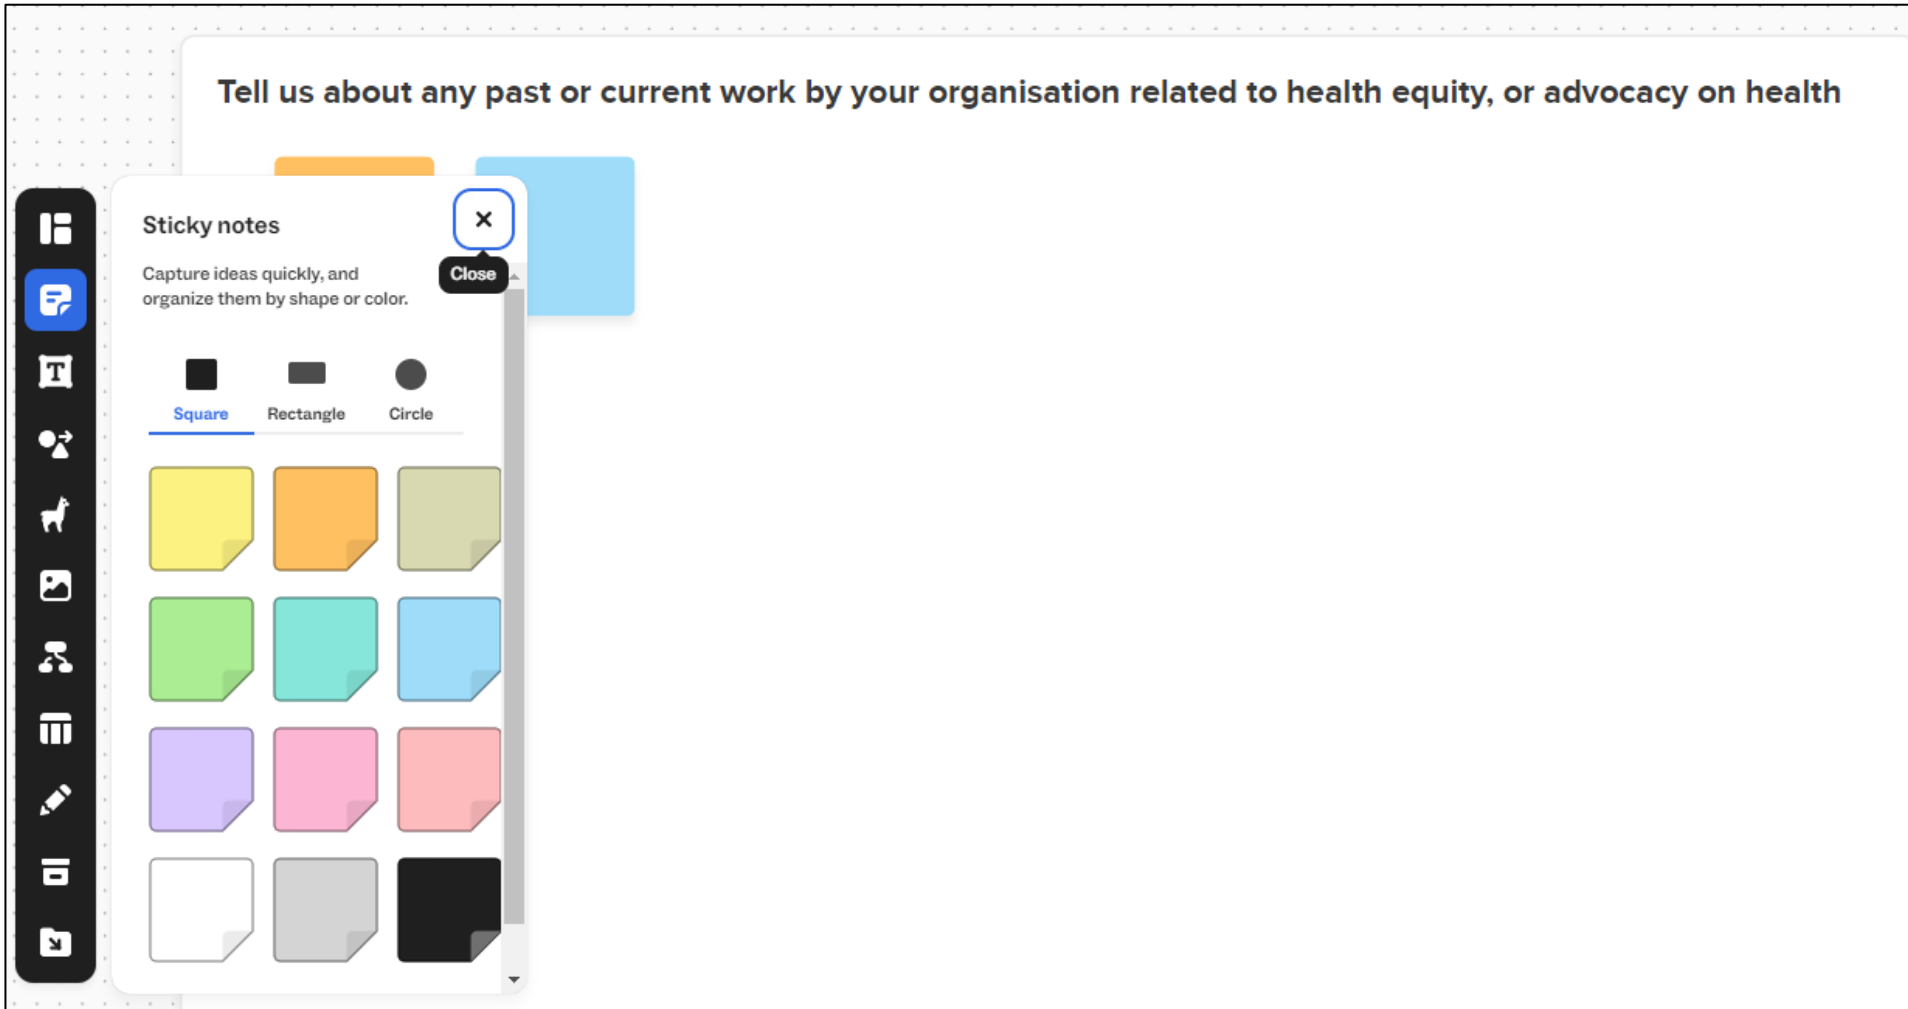 Tell us about any past or current work by your organisation related to health equity, or advocacy on health
Sticky notes
Close
Capture ideas quickly, and
organize them by shape or color.
Square Rectangle Circle